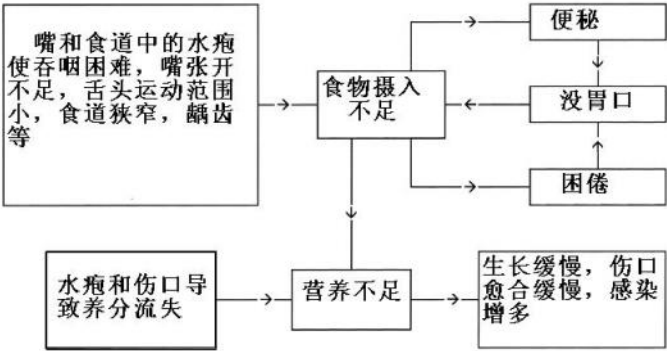 嘴和食道中的水疱
使吞咽困难，嘴张开
不足，舌头运动范围
小，食道狭窄，龋齿
等
食物摄入
不足
便秘
没胃口
困倦
水疱和伤口导
致养分流失
营养不足
生长缓慢，伤口
愈合缓慢，感染
增多